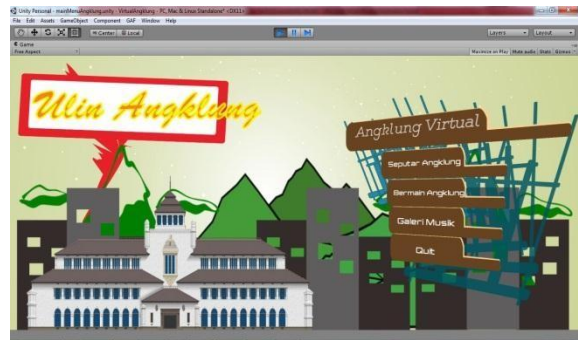 Unity Personal - mainMenuAngklung.unity - VirtualAngklung - PC, Mac & Linux Standalone* <DX11>
File Edit Assets GameObject Component GAF Window Help
Center Local Layers Layout
Game
Free Aspect Maximize on Play Mute audio Stats Gizmos
Ulin Angklung
Angklung Virtual
Seputar Angklung
Bermain Angklung
Galeri Musik
Quit